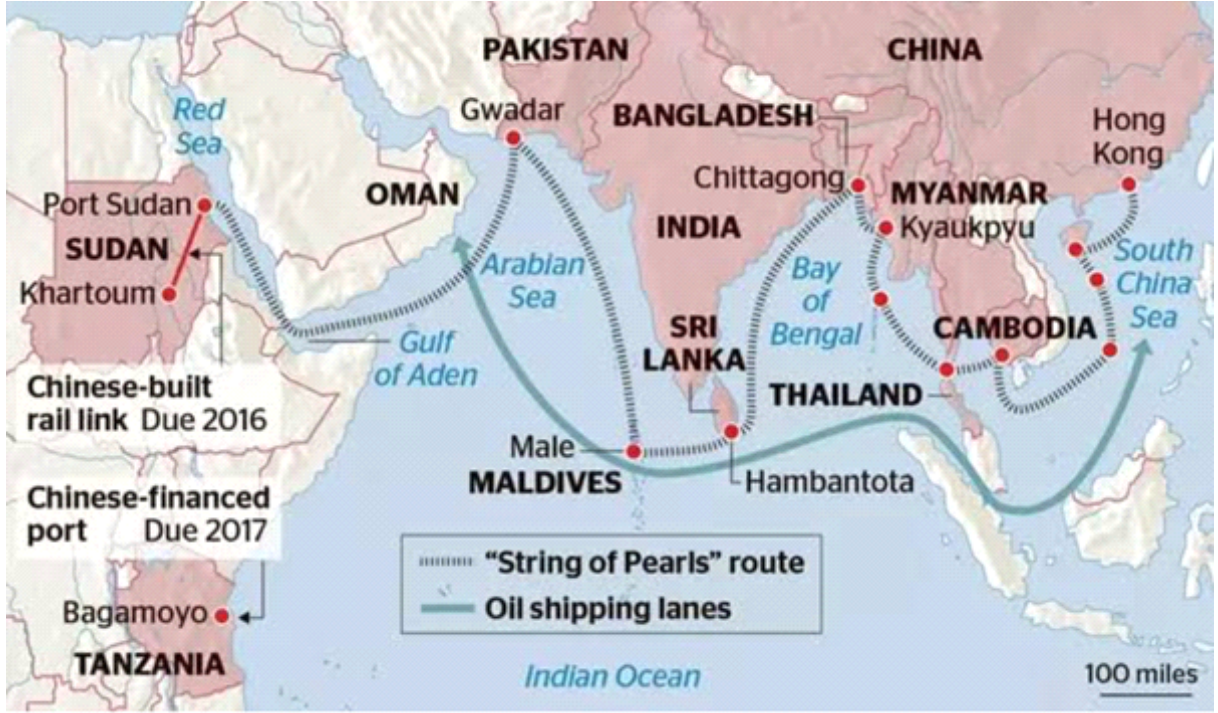 PAKISTAN
CHINA
Gwadar
BANGLADESH
Hong
Kong
Red
Sea
Chittagong
OMAN
MYANMAR
Port Sudan
Kyaukpyu
INDIA
SUDAN
Arabian
Sea
Bay
of
Bengal
South
China
Sea
Khartoum
SRI
LANKA
CAMBODIA
Gulf
of Aden
Chinese-built
rail link Due 2016
THAILAND
Male
MALDIVES
Hambantota
Chinese-financed
port Due 2017
"String of Pearls" route
Oil shipping lanes
Bagamoyo
TANZANIA
Indian Ocean
100 miles